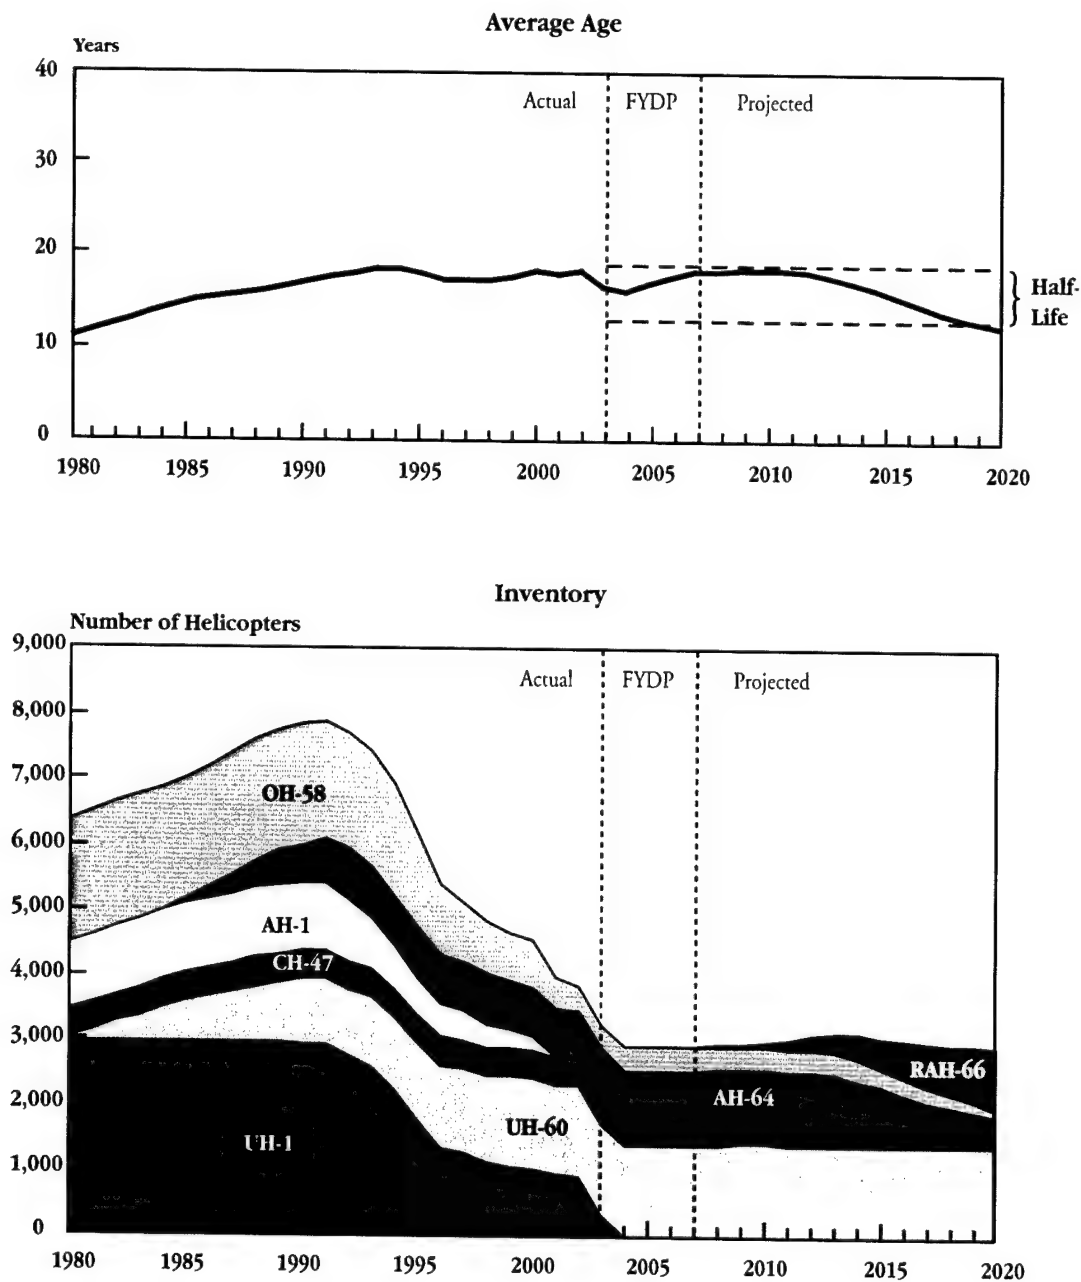 Average Age
Years
40
Actual FYDP Projected
30
20
Half-
Life
10
0
1980 1985 1990 1995 2000 2005 2010 2015 2020
Inventory
Number of Helicopters
9,000
Actual FYDP Projected
8,000
7,000
OH-58
6,000
5,000
AH-1
4,000
CH-47
3,000
RAH-66
2,000
AH-64
UH-60
UH-1
1,000
0
1980 1985 1990 1995 2000 2005 2010 2015 2020